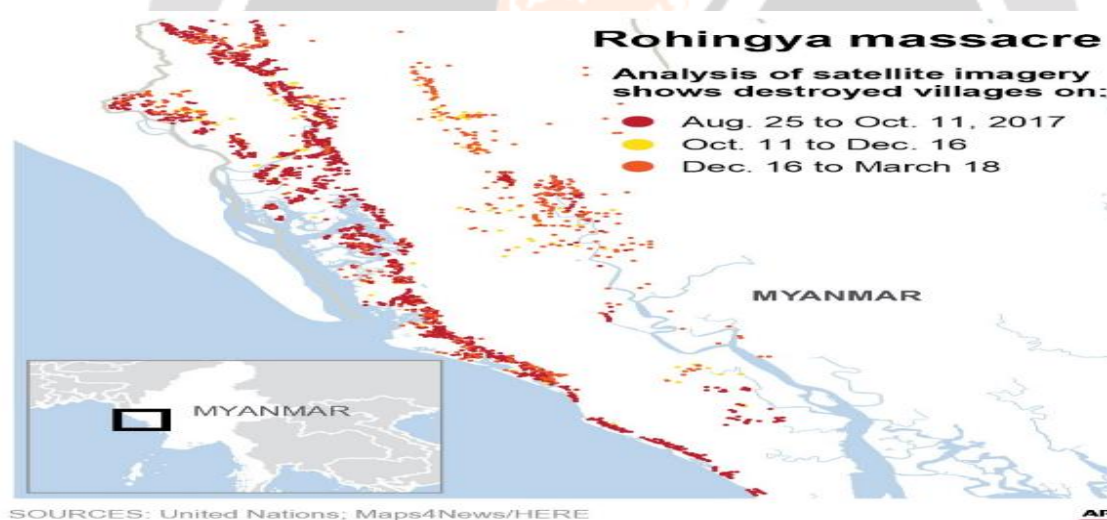 Rohingya massacre
Analysis of satellite imagery
shows destroyed villages on:
Aug. 25 to Oct. 11, 2017
Oct. 11 to Dec. 16
Dec. 16 to March 18
MYANMAR
MYANMAR
SOURCES: United Nations; Maps4News/HERE